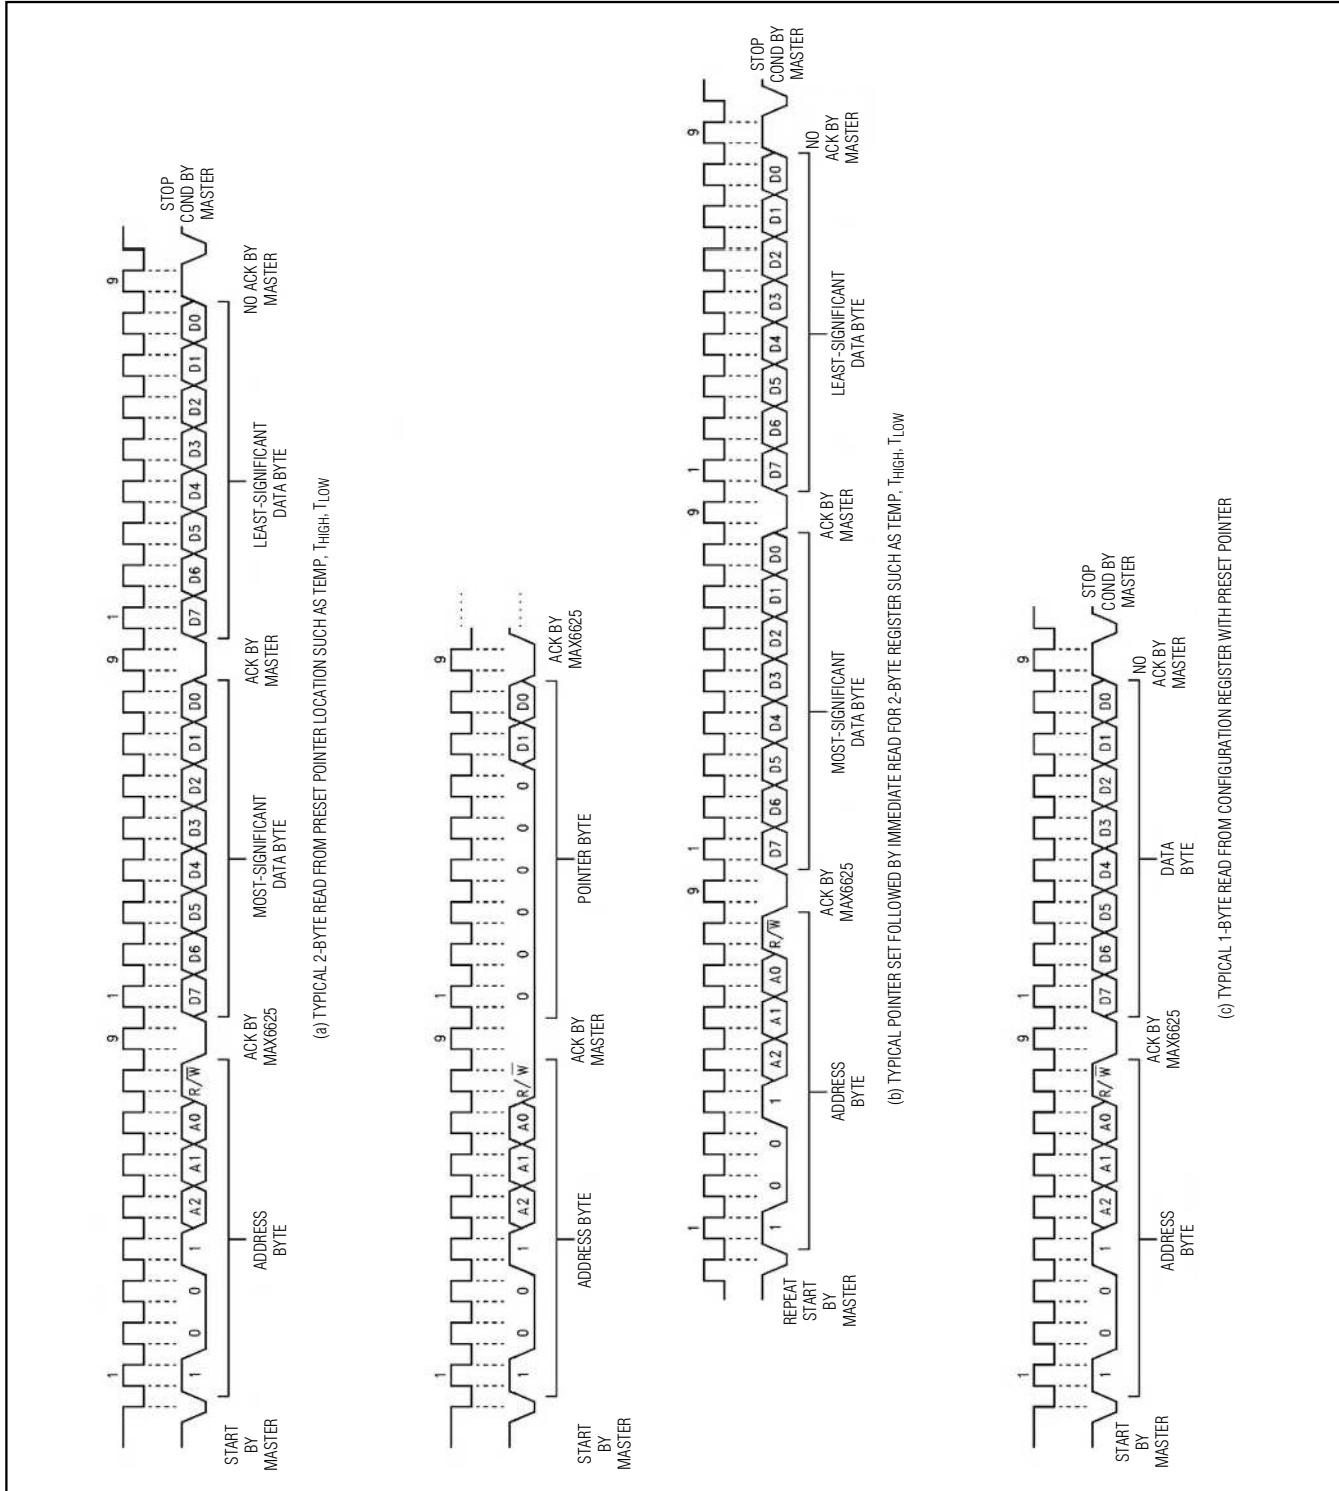 1 9 1 9 1 9
1 0 0 1 A2 A1 A0 R/W̅ D7 D6 D5 D4 D3 D2 D1 D0 D7 D6 D5 D4 D3 D2 D1 D0
START
BY
MASTER
ADDRESS
BYTE
ACK BY
MAX6625
MOST-SIGNIFICANT
DATA BYTE
ACK BY
MASTER
LEAST-SIGNIFICANT
DATA BYTE
NO ACK BY
MASTER
STOP
COND BY
MASTER
(a) TYPICAL 2-BYTE READ FROM PRESET POINTER LOCATION SUCH AS TEMP, THIGH, TLOW
1 9 1 9
1 0 0 1 A2 A1 A0 R/W̅ 0 0 0 0 0 0 D1 D0
START
BY
MASTER
ADDRESS BYTE
ACK BY
MASTER
POINTER BYTE
ACK BY
MAX6625
1 9 1 9 1 9
1 0 0 1 A2 A1 A0 R/W̅ D7 D6 D5 D4 D3 D2 D1 D0 D7 D6 D5 D4 D3 D2 D1 D0
REPEAT
START
BY
MASTER
ADDRESS
BYTE
ACK BY
MAX6625
MOST-SIGNIFICANT
DATA BYTE
ACK BY
MASTER
LEAST-SIGNIFICANT
DATA BYTE
NO
ACK BY
MASTER
STOP
COND BY
MASTER
(b) TYPICAL POINTER SET FOLLOWED BY IMMEDIATE READ FOR 2-BYTE REGISTER SUCH AS TEMP, THIGH, TLOW
1 9 1 9
1 0 0 1 A2 A1 A0 R/W̅ D7 D6 D5 D4 D3 D2 D1 D0
START
BY
MASTER
ADDRESS
BYTE
ACK BY
MAX6625
DATA
BYTE
NO
ACK BY
MASTER
STOP
COND BY
MASTER
(c) TYPICAL 1-BYTE READ FROM CONFIGURATION REGISTER WITH PRESET POINTER